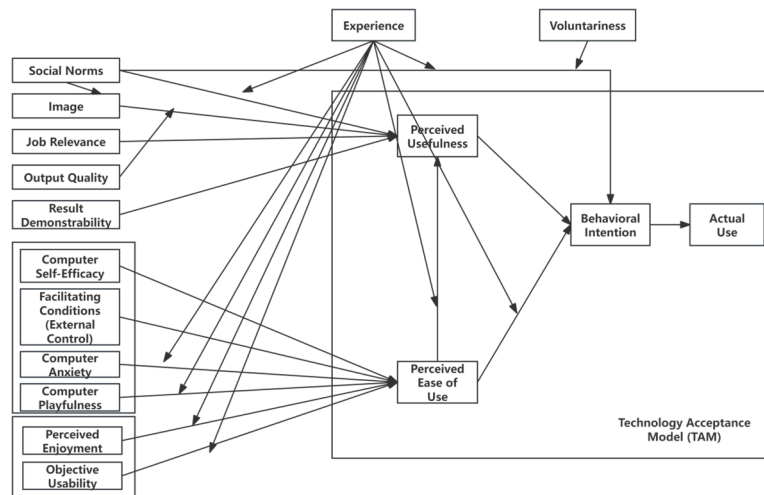 Experience
Voluntariness
Social Norms
Image
Job Relevance
Output Quality
Result
Demonstrability
Computer
Self-Efficacy
Facilitating
Conditions
(External
Control)
Computer
Anxiety
Computer
Playfulness
Perceived
Enjoyment
Objective
Usability
Perceived
Usefulness
Perceived
Ease of
Use
Behavioral
Intention
Actual
Use
Technology Acceptance
Model (TAM)